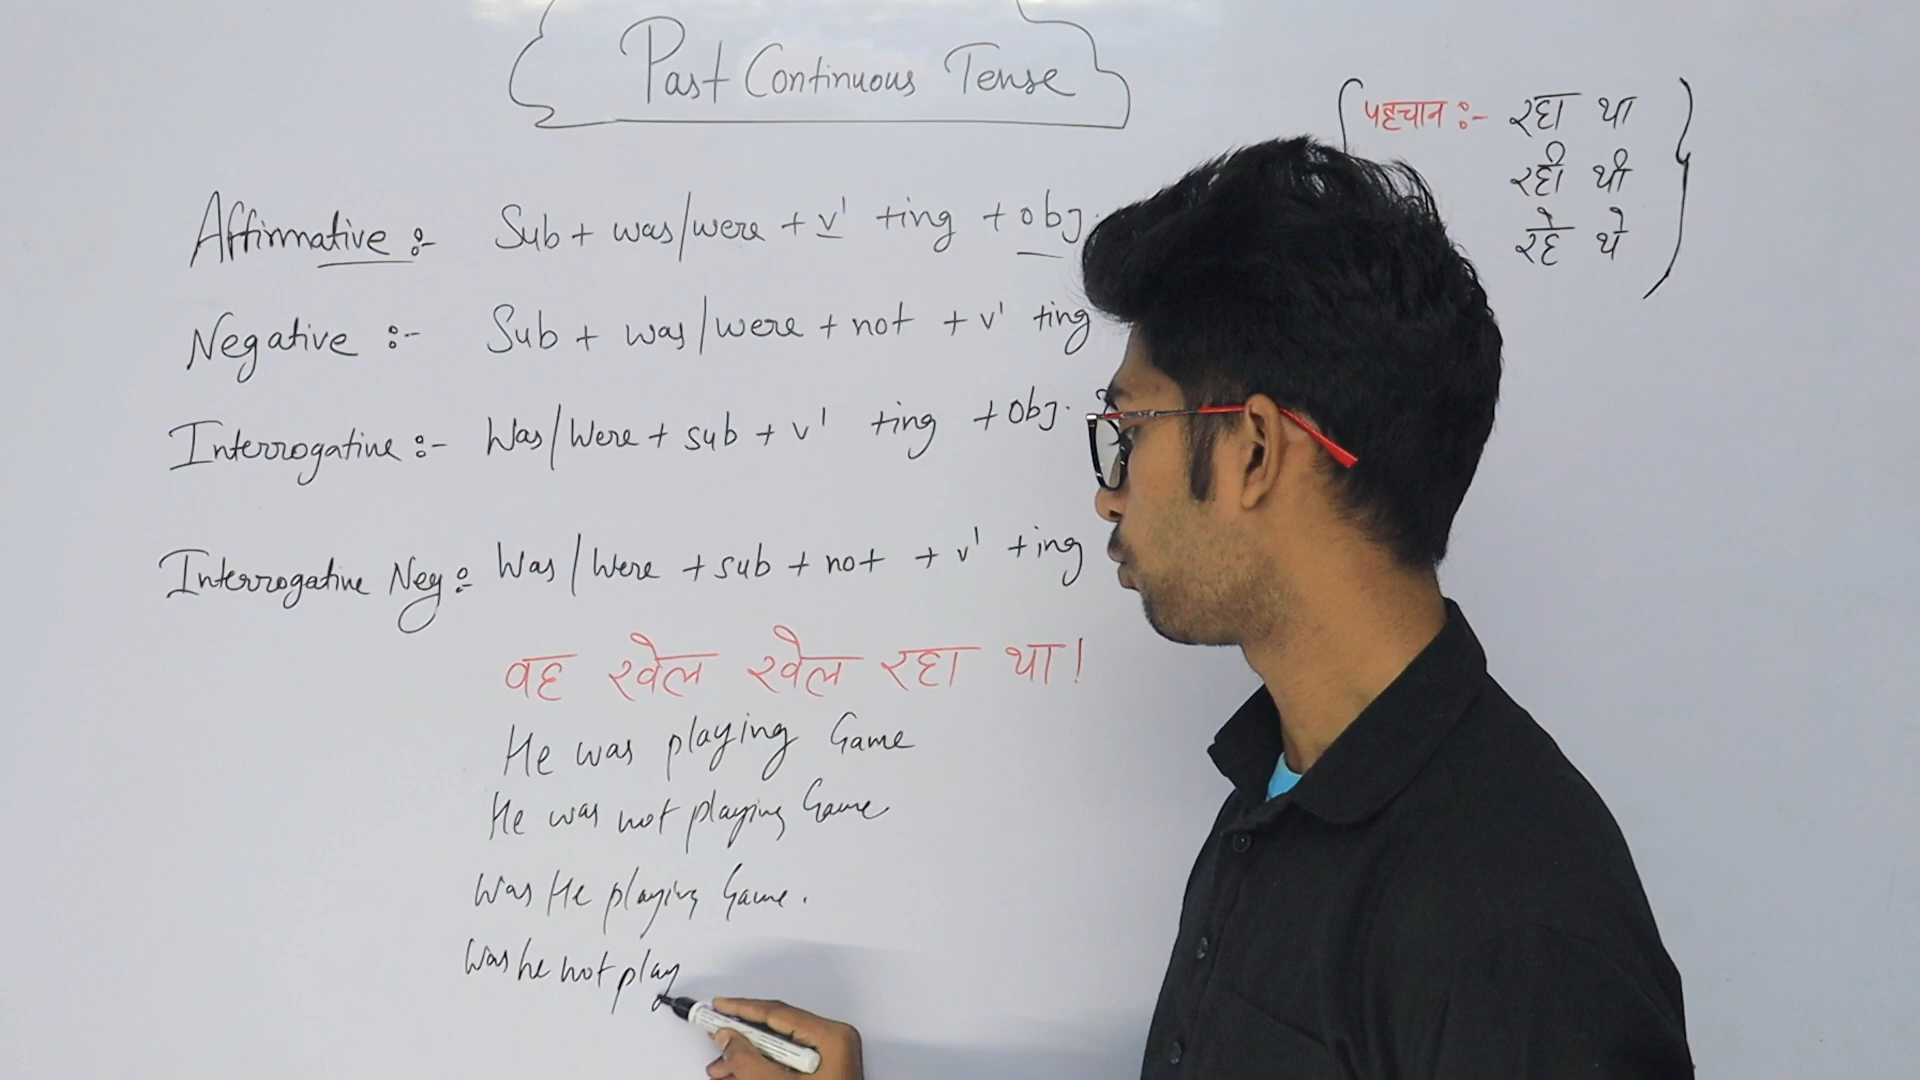 Past Continuous Tense
पहचान :- रहा था
रही थी
रहे थे
Affirmative :- Sub + was/were + v' + ing + obj.
Negative :- Sub + was/were + not + v' + ing
Interrogative :- Was/Were + sub + v' + ing + Obj.
Interrogative Neg :- Was/Were + sub + not + v' + ing
वह खेल खेल रहा था!
He was playing Game
He was not playing Game
Was He playing Game.
Was he not play